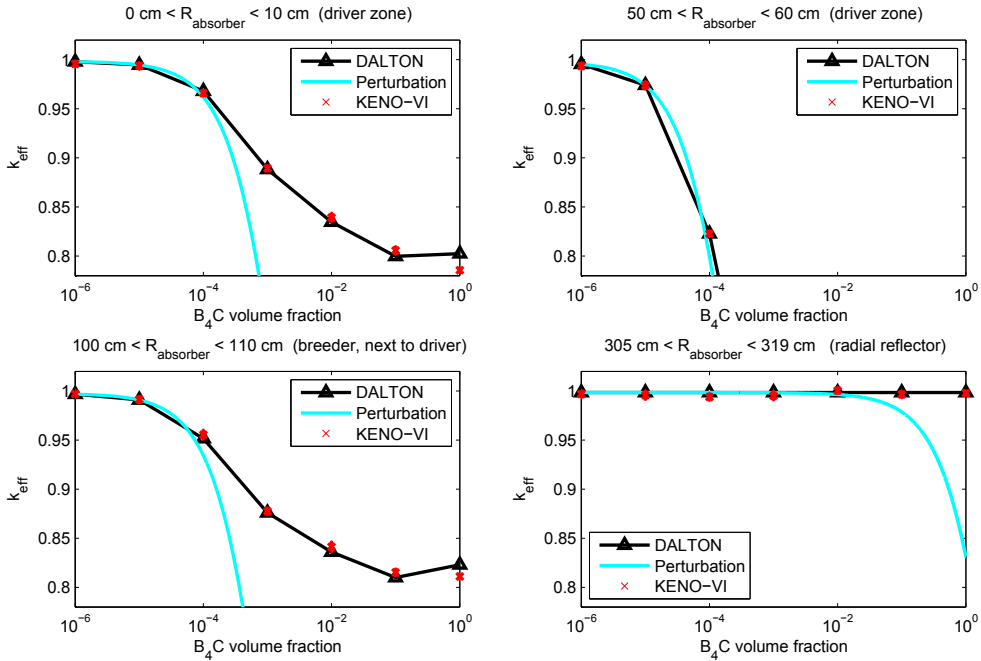 0 cm < R_absorber < 10 cm (driver zone)
1
0.95
0.9
0.85
0.8
k_eff
DALTON
Perturbation
KENO−VI
10^−6
10^−4
10^−2
10^0
B_4C volume fraction
50 cm < R_absorber < 60 cm (driver zone)
1
0.95
0.9
0.85
0.8
k_eff
DALTON
Perturbation
KENO−VI
10^−6
10^−4
10^−2
10^0
B_4C volume fraction
100 cm < R_absorber < 110 cm (breeder, next to driver)
1
0.95
0.9
0.85
0.8
k_eff
DALTON
Perturbation
KENO−VI
10^−6
10^−4
10^−2
10^0
B_4C volume fraction
305 cm < R_absorber < 319 cm (radial reflector)
1
0.95
0.9
0.85
0.8
k_eff
DALTON
Perturbation
KENO−VI
10^−6
10^−4
10^−2
10^0
B_4C volume fraction